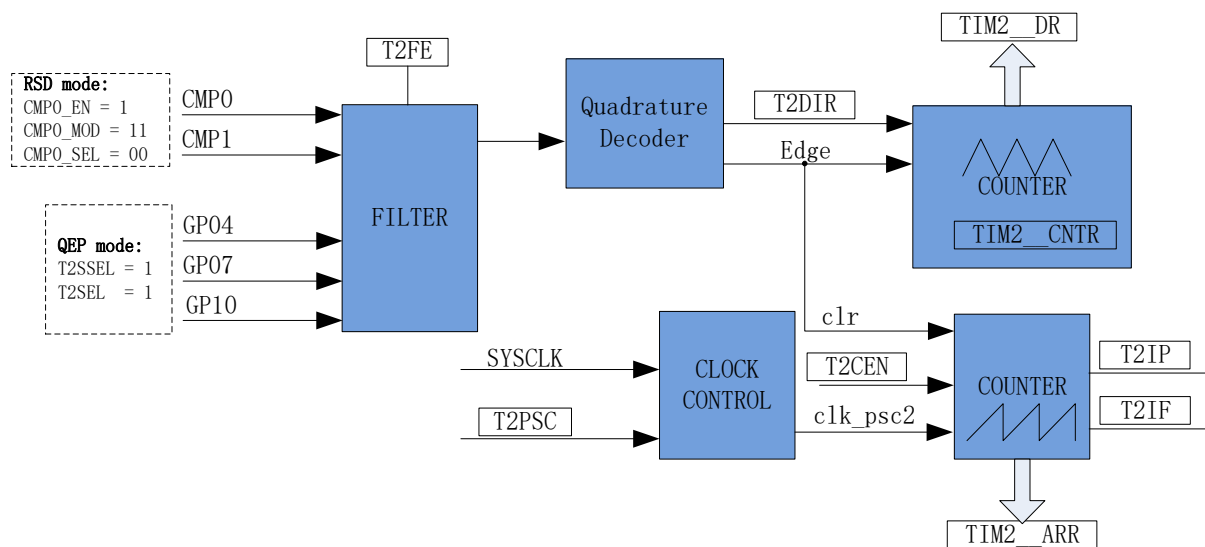 TIM2__DR
T2FE
RSD mode:
CMP0_EN = 1
CMP0_MOD = 11
CMP0_SEL = 00
CMP0
CMP1
Quadrature
Decoder
T2DIR
Edge
COUNTER
TIM2__CNTR
FILTER
QEP mode:
T2SSEL = 1
T2SEL = 1
GP04
GP07
GP10
clr
SYSCLK
T2PSC
CLOCK
CONTROL
T2CEN
clk_psc2
COUNTER
T2IP
T2IF
TIM2__ARR